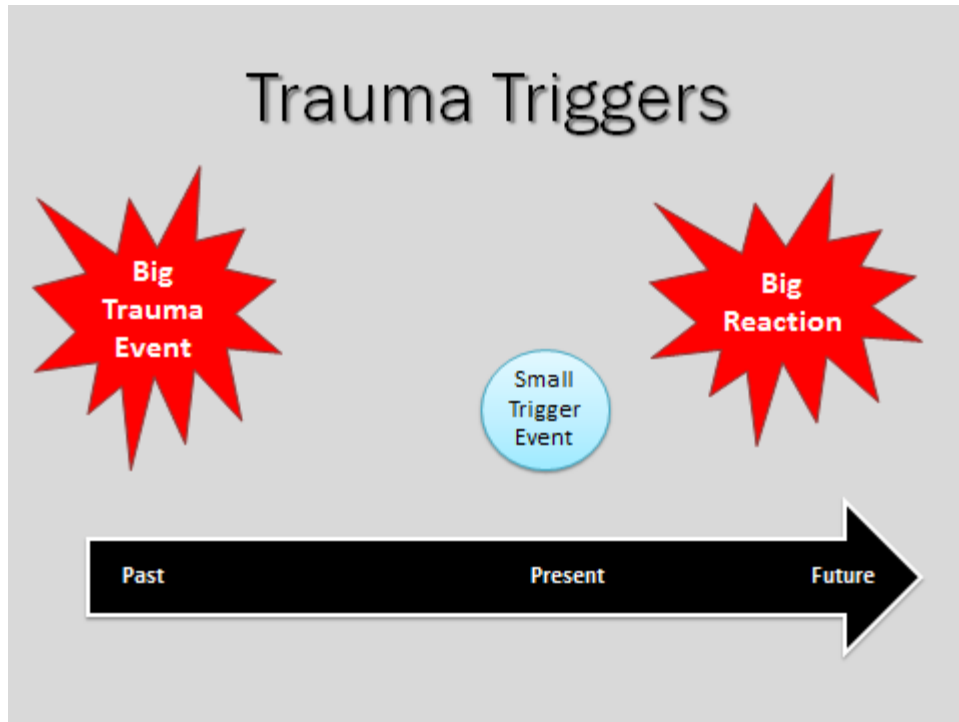 Trauma Triggers
Big
Trauma
Event
Small
Trigger
Event
Big
Reaction
Past
Present
Future